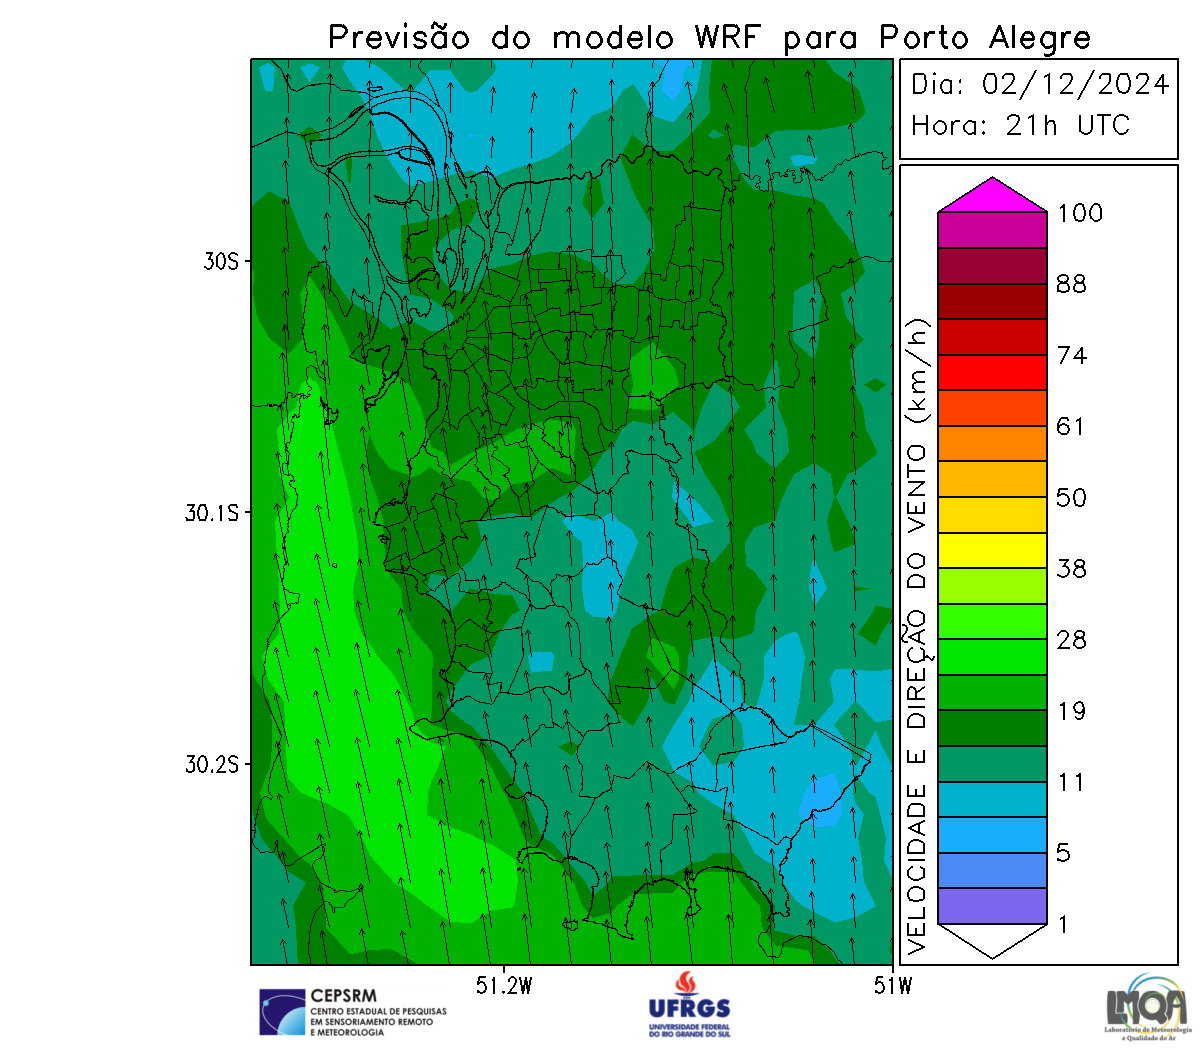 Previsão do modelo WRF para Porto Alegre
Dia: 02/12/2024
Hora: 21h UTC
100
88
74
61
50
38
28
19
11
5
1
VELOCIDADE E DIREÇÃO DO VENTO (km/h)
30S
30.1S
30.2S
51.2W
51W
CEPSRM
CENTRO ESTADUAL DE PESQUISAS
EM SENSORIAMENTO REMOTO
E METEOROLOGIA
UFRGS
UNIVERSIDADE FEDERAL
DO RIO GRANDE DO SUL
LMQA
Laboratório de Meteorologia
e Qualidade do Ar